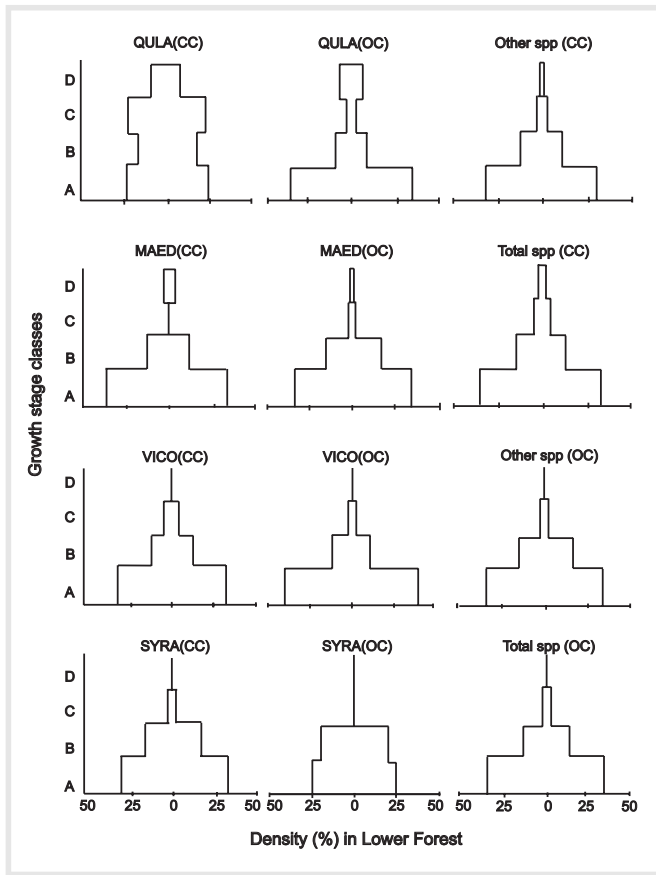 QULA(CC) QULA(OC) Other spp (CC)
D
C
B
A
MAED(CC) MAED(OC) Total spp (CC)
D
C
B
A
Growth stage classes
VICO(CC) VICO(OC) Other spp (OC)
D
C
B
A
SYRA(CC) SYRA(OC) Total spp (OC)
D
C
B
A
50 25 0 25 50 25 0 25 50 25 0 25 50
Density (%) in Lower Forest